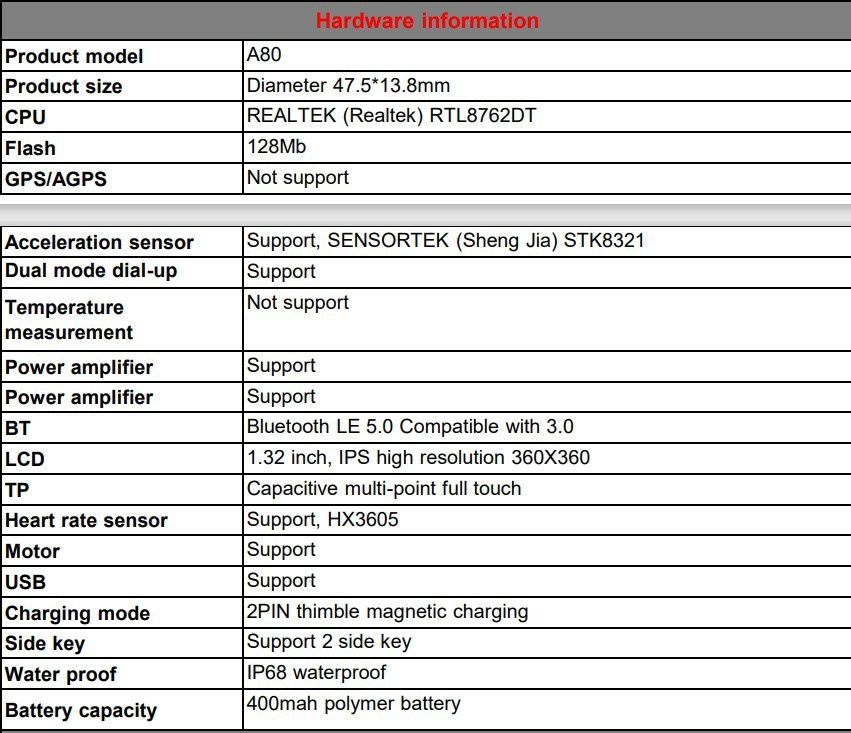 Hardware information
Product model A80
Product size Diameter 47.5*13.8mm
CPU REALTEK (Realtek) RTL8762DT
Flash 128Mb
GPS/AGPS Not support
Acceleration sensor Support, SENSORTEK (Sheng Jia) STK8321
Dual mode dial-up Support
Temperature Not support
measurement
Power amplifier Support
Power amplifier Support
BT Bluetooth LE 5.0 Compatible with 3.0
LCD 1.32 inch, IPS high resolution 360X360
TP Capacitive multi-point full touch
Heart rate sensor Support, HX3605
Motor Support
USB Support
Charging mode 2PIN thimble magnetic charging
Side key Support 2 side key
Water proof IP68 waterproof
Battery capacity 400mah polymer battery